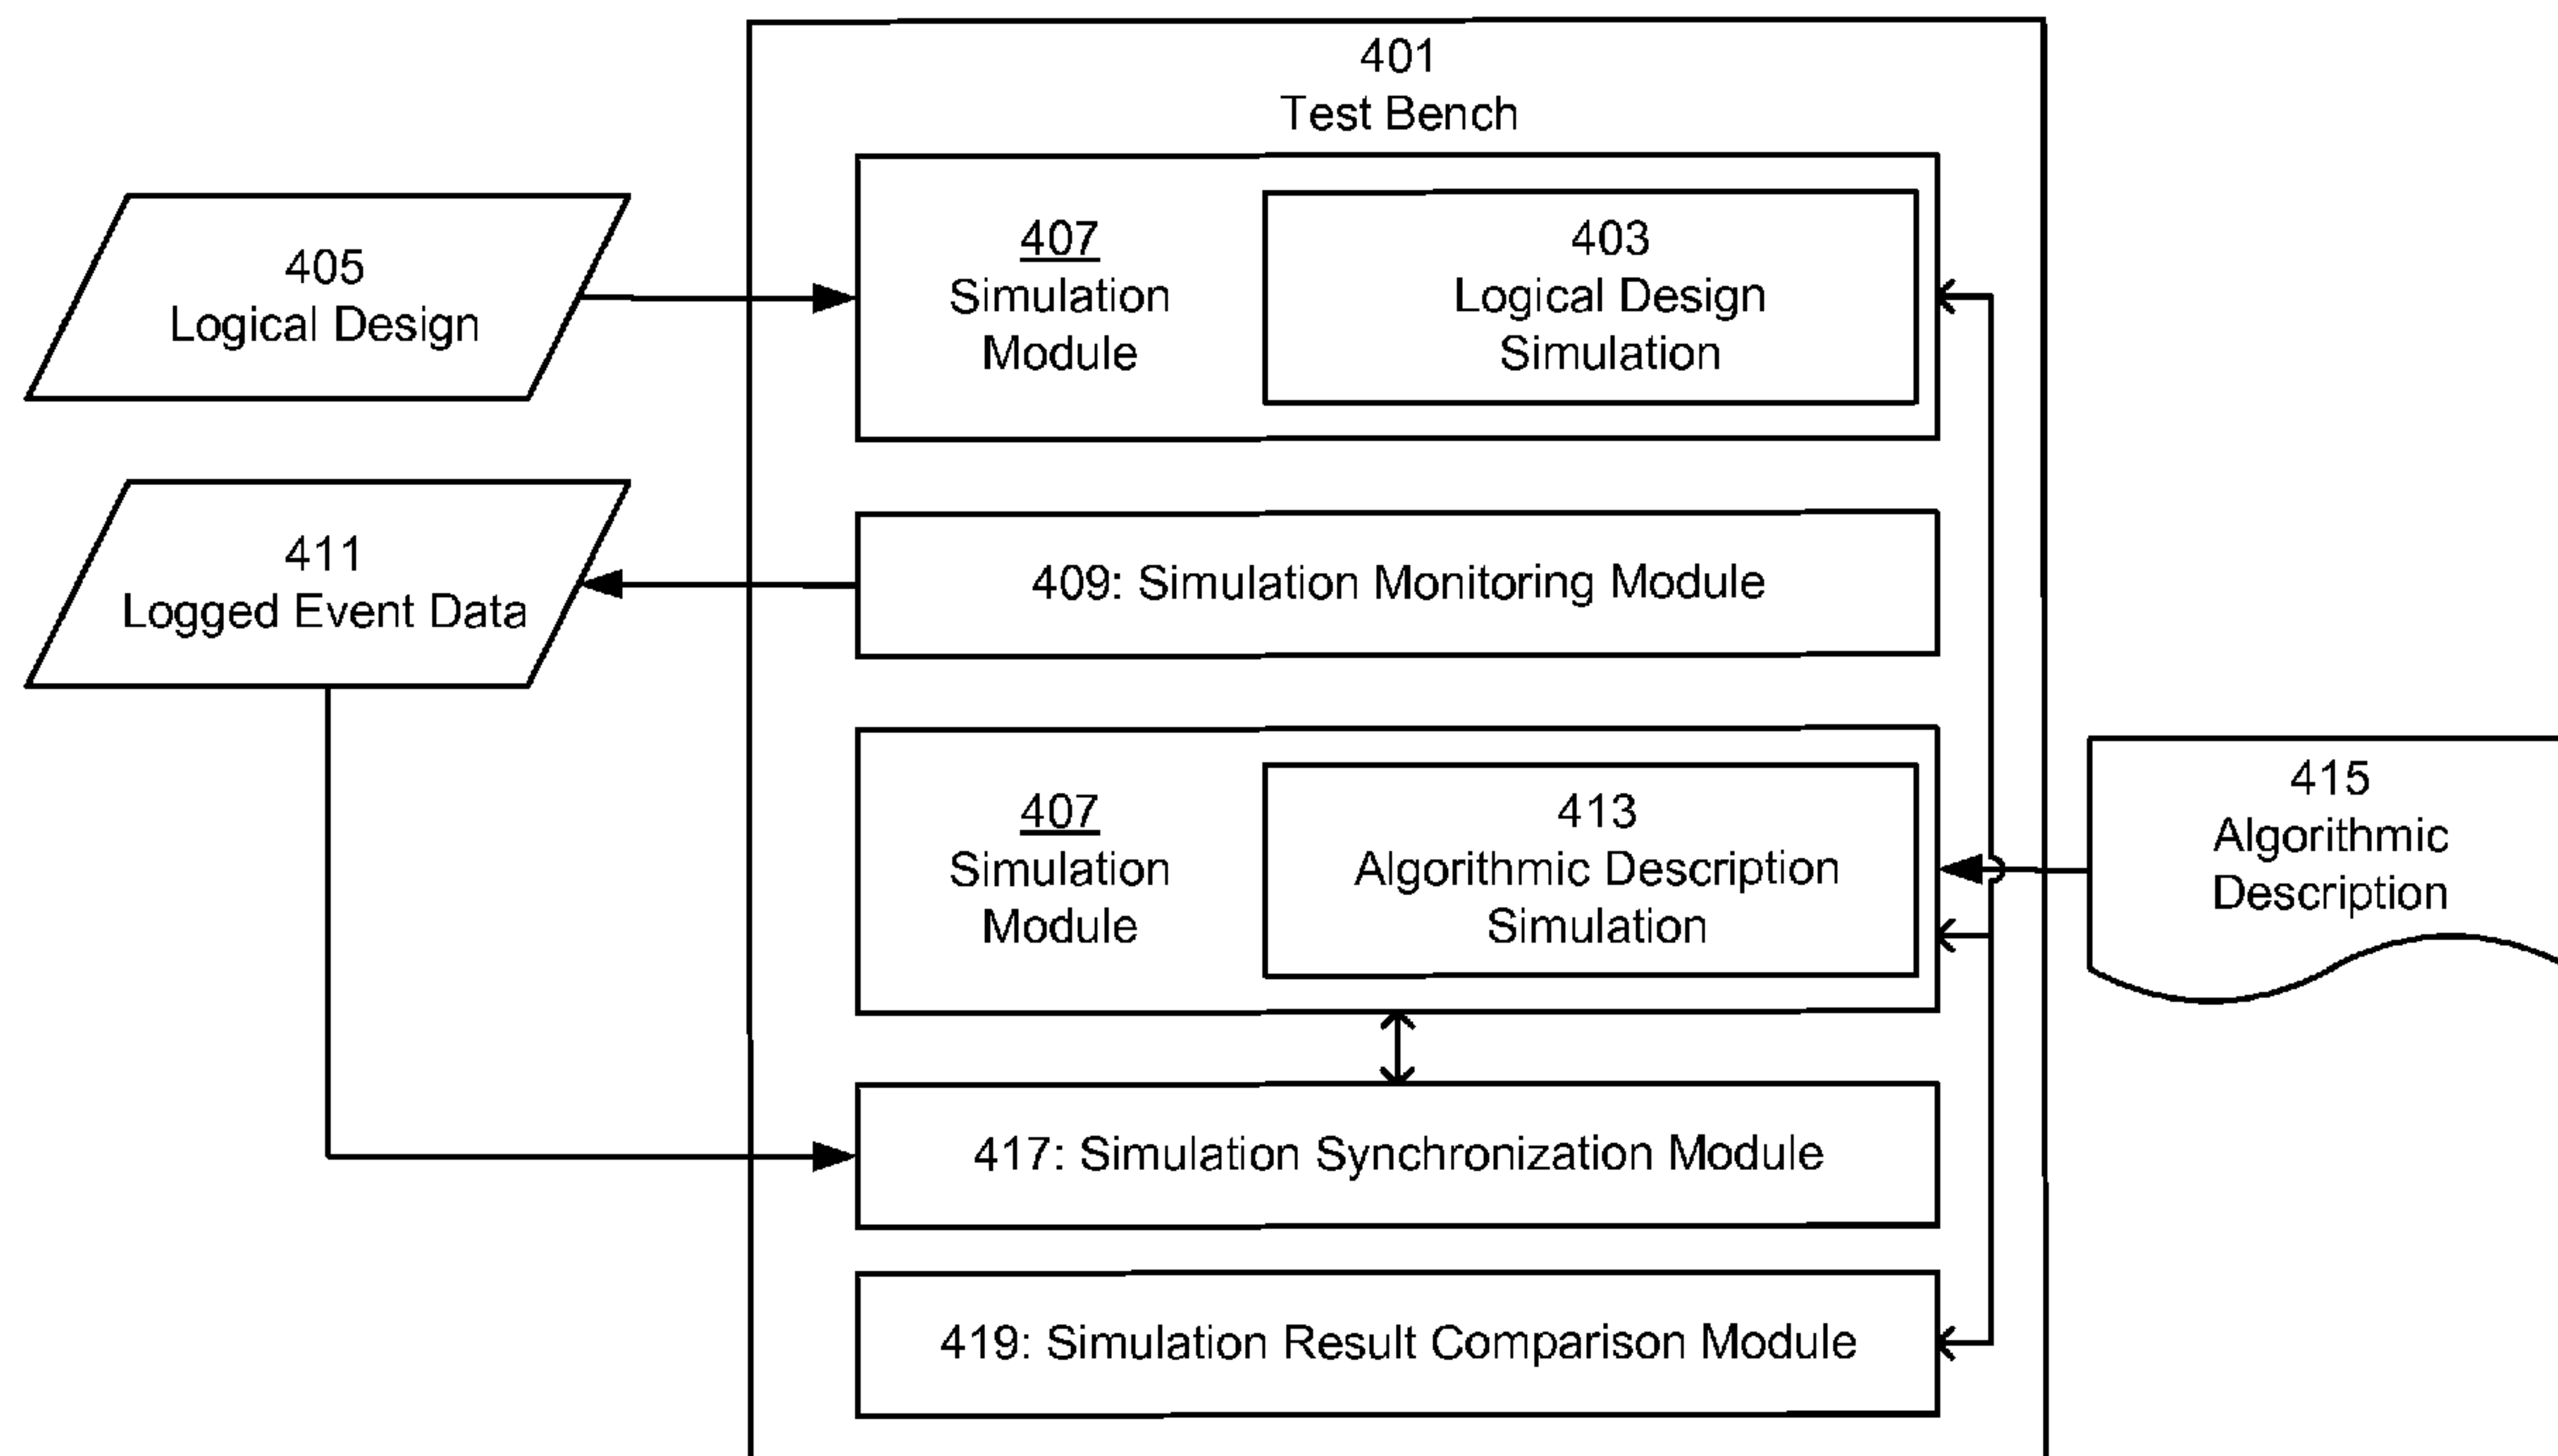 401
Test Bench
405
Logical Design
407
Simulation
Module
403
Logical Design
Simulation
411
Logged Event Data
409: Simulation Monitoring Module
407
Simulation
Module
413
Algorithmic Description
Simulation
415
Algorithmic
Description
417: Simulation Synchronization Module
419: Simulation Result Comparison Module